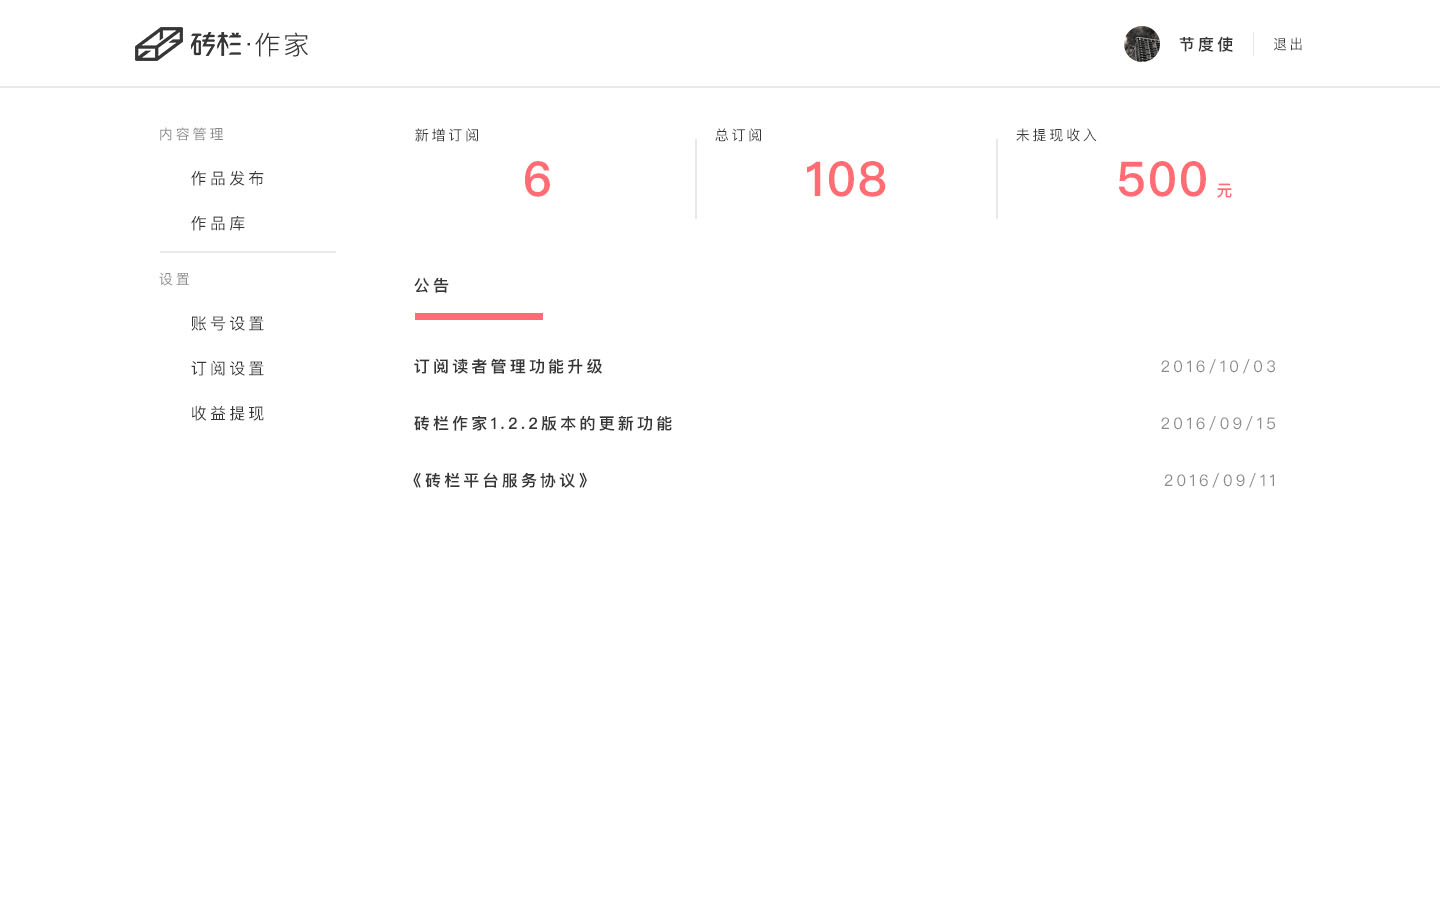 砖栏·作家
节度使
退出
内容管理
作品发布
作品库
设置
账号设置
订阅设置
收益提现
新增订阅
6
总订阅
108
未提现收入
500 元
公告
订阅读者管理功能升级 2016/10/03
砖栏作家1.2.2版本的更新功能 2016/09/15
《砖栏平台服务协议》 2016/09/11